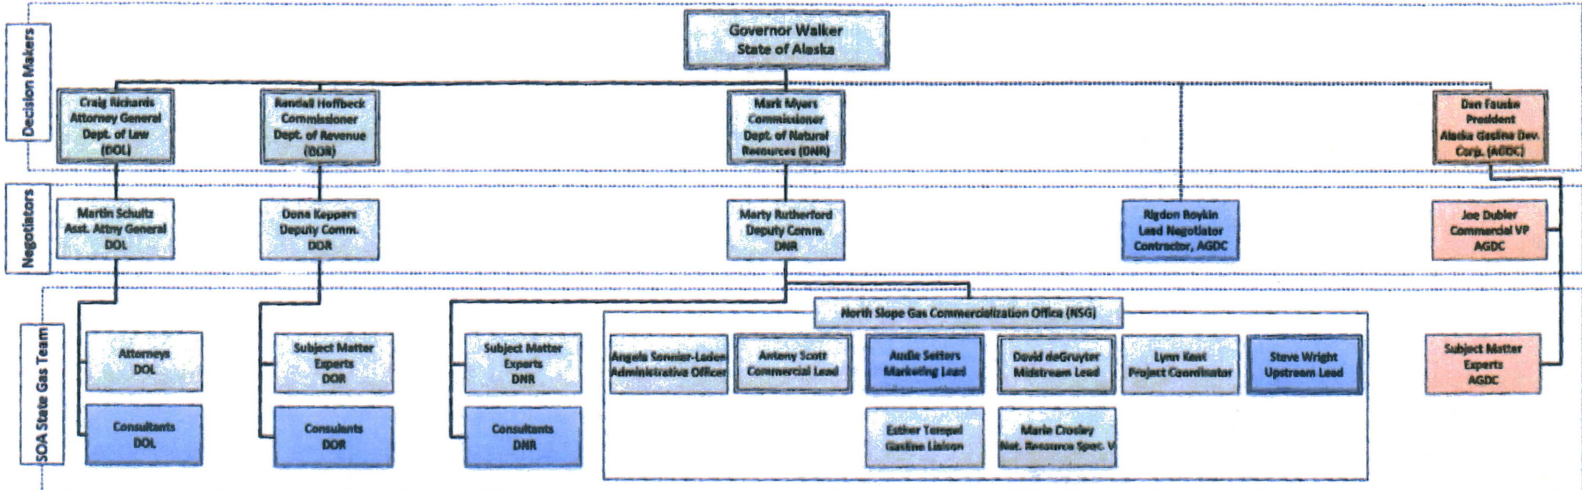 Decision Makers
Governor Walker
State of Alaska
Craig Richards
Attorney General
Dept. of Law
(DOL)
Randall Hoffbeck
Commissioner
Dept. of Revenue
(DOR)
Mark Myers
Commissioner
Dept. of Natural
Resources (DNR)
Dan Fauske
President
Alaska Gasline Dev.
Corp. (AGDC)
Negotiators
Martin Schultz
Asst. Attny General
DOL
Dona Keppers
Deputy Comm.
DOR
Marty Rutherford
Deputy Comm.
DNR
Rigdon Boykin
Lead Negotiator
Contractor, AGDC
Joe Dubler
Commercial VP
AGDC
SOA State Gas Team
North Slope Gas Commercialization Office (NSG)
Attorneys
DOL
Subject Matter
Experts
DOR
Subject Matter
Experts
DNR
Angela Sonnier-Laden
Administrative Officer
Antony Scott
Commercial Lead
Audie Setters
Marketing Lead
David deGruyter
Midstream Lead
Lynn Kent
Project Coordinator
Steve Wright
Upstream Lead
Subject Matter
Experts
AGDC
Consultants
DOL
Consulants
DOR
Consultants
DNR
Esther Tempel
Gasline Liaison
Marie Crosley
Nat. Resource Spec. V